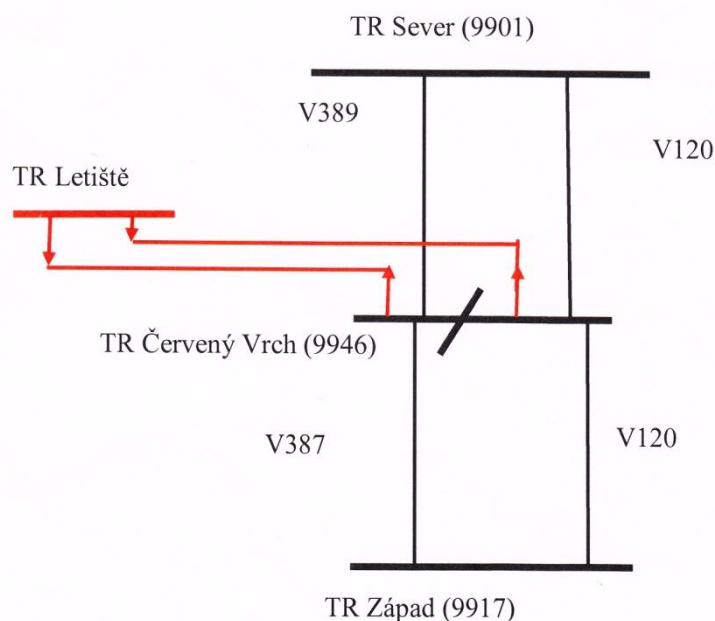 TR Sever (9901)
V389
V120
TR Letiště
TR Červený Vrch (9946)
V387
V120
TR Západ (9917)